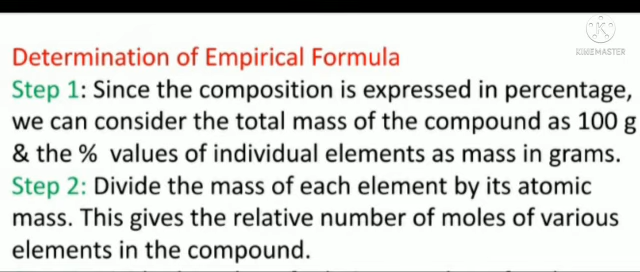 KINEMASTER
Determination of Empirical Formula
Step 1: Since the composition is expressed in percentage,
we can consider the total mass of the compound as 100 g
& the % values of individual elements as mass in grams.
Step 2: Divide the mass of each element by its atomic
mass. This gives the relative number of moles of various
elements in the compound.